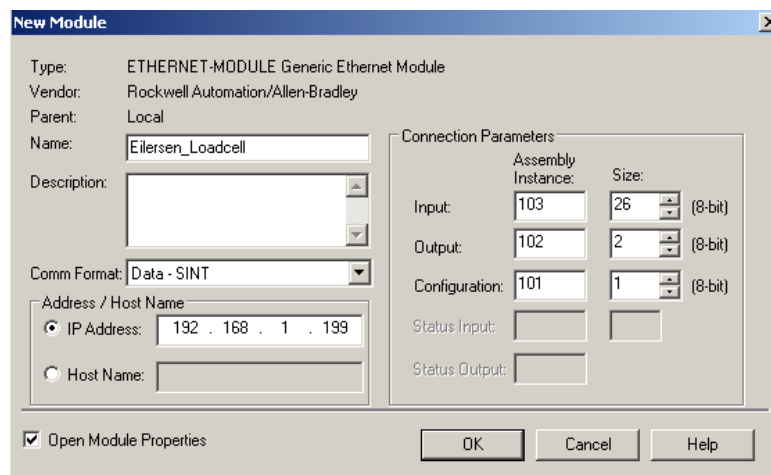 New Module
Type: ETHERNET-MODULE Generic Ethernet Module
Vendor: Rockwell Automation/Allen-Bradley
Parent: Local
Name: Eilersen_Loadcell
Description:
Comm Format: Data - SINT
Address / Host Name
IP Address: 192 . 168 . 1 . 199
Host Name:
Connection Parameters
Assembly Instance: Size:
Input: 103 26 (8-bit)
Output: 102 2 (8-bit)
Configuration: 101 1 (8-bit)
Status Input:
Status Output:
Open Module Properties
OK Cancel Help